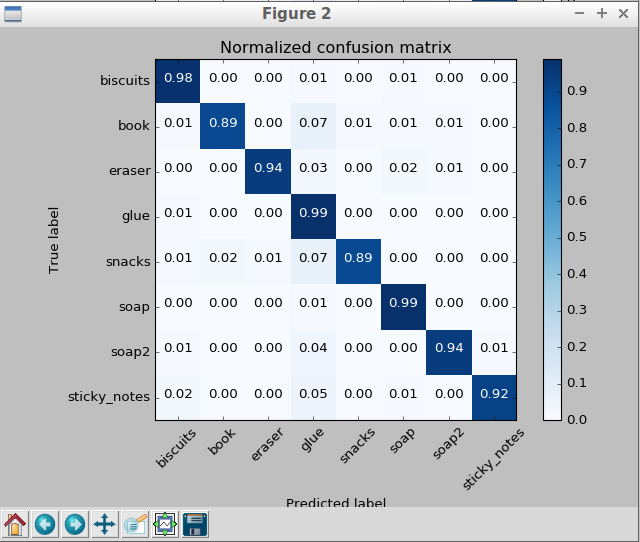 Figure 2
Normalized confusion matrix
biscuits 0.98 0.00 0.00 0.01 0.00 0.01 0.00 0.00
book 0.01 0.89 0.00 0.07 0.01 0.01 0.01 0.00
eraser 0.00 0.00 0.94 0.03 0.00 0.02 0.01 0.00
glue 0.01 0.00 0.00 0.99 0.00 0.00 0.00 0.00
snacks 0.01 0.02 0.01 0.07 0.89 0.00 0.00 0.00
soap 0.00 0.00 0.00 0.01 0.00 0.99 0.00 0.00
soap2 0.01 0.00 0.00 0.04 0.00 0.00 0.94 0.01
sticky_notes 0.02 0.00 0.00 0.05 0.00 0.01 0.00 0.92
True label
biscuits book eraser glue snacks soap soap2 sticky_notes
Predicted label
0.9
0.8
0.7
0.6
0.5
0.4
0.3
0.2
0.1
0.0